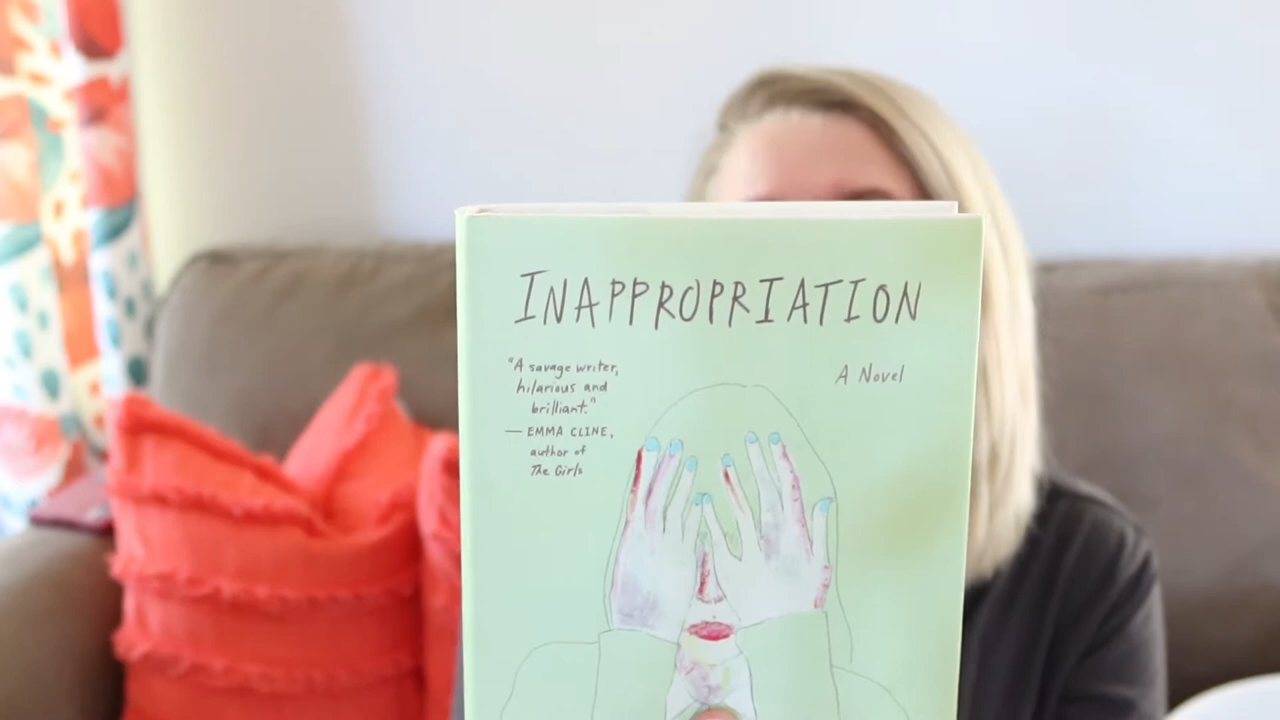 INAPPROPRIATION
"A savage writer,
hilarious and
brilliant."
— EMMA CLINE,
author of
The Girls
A Novel